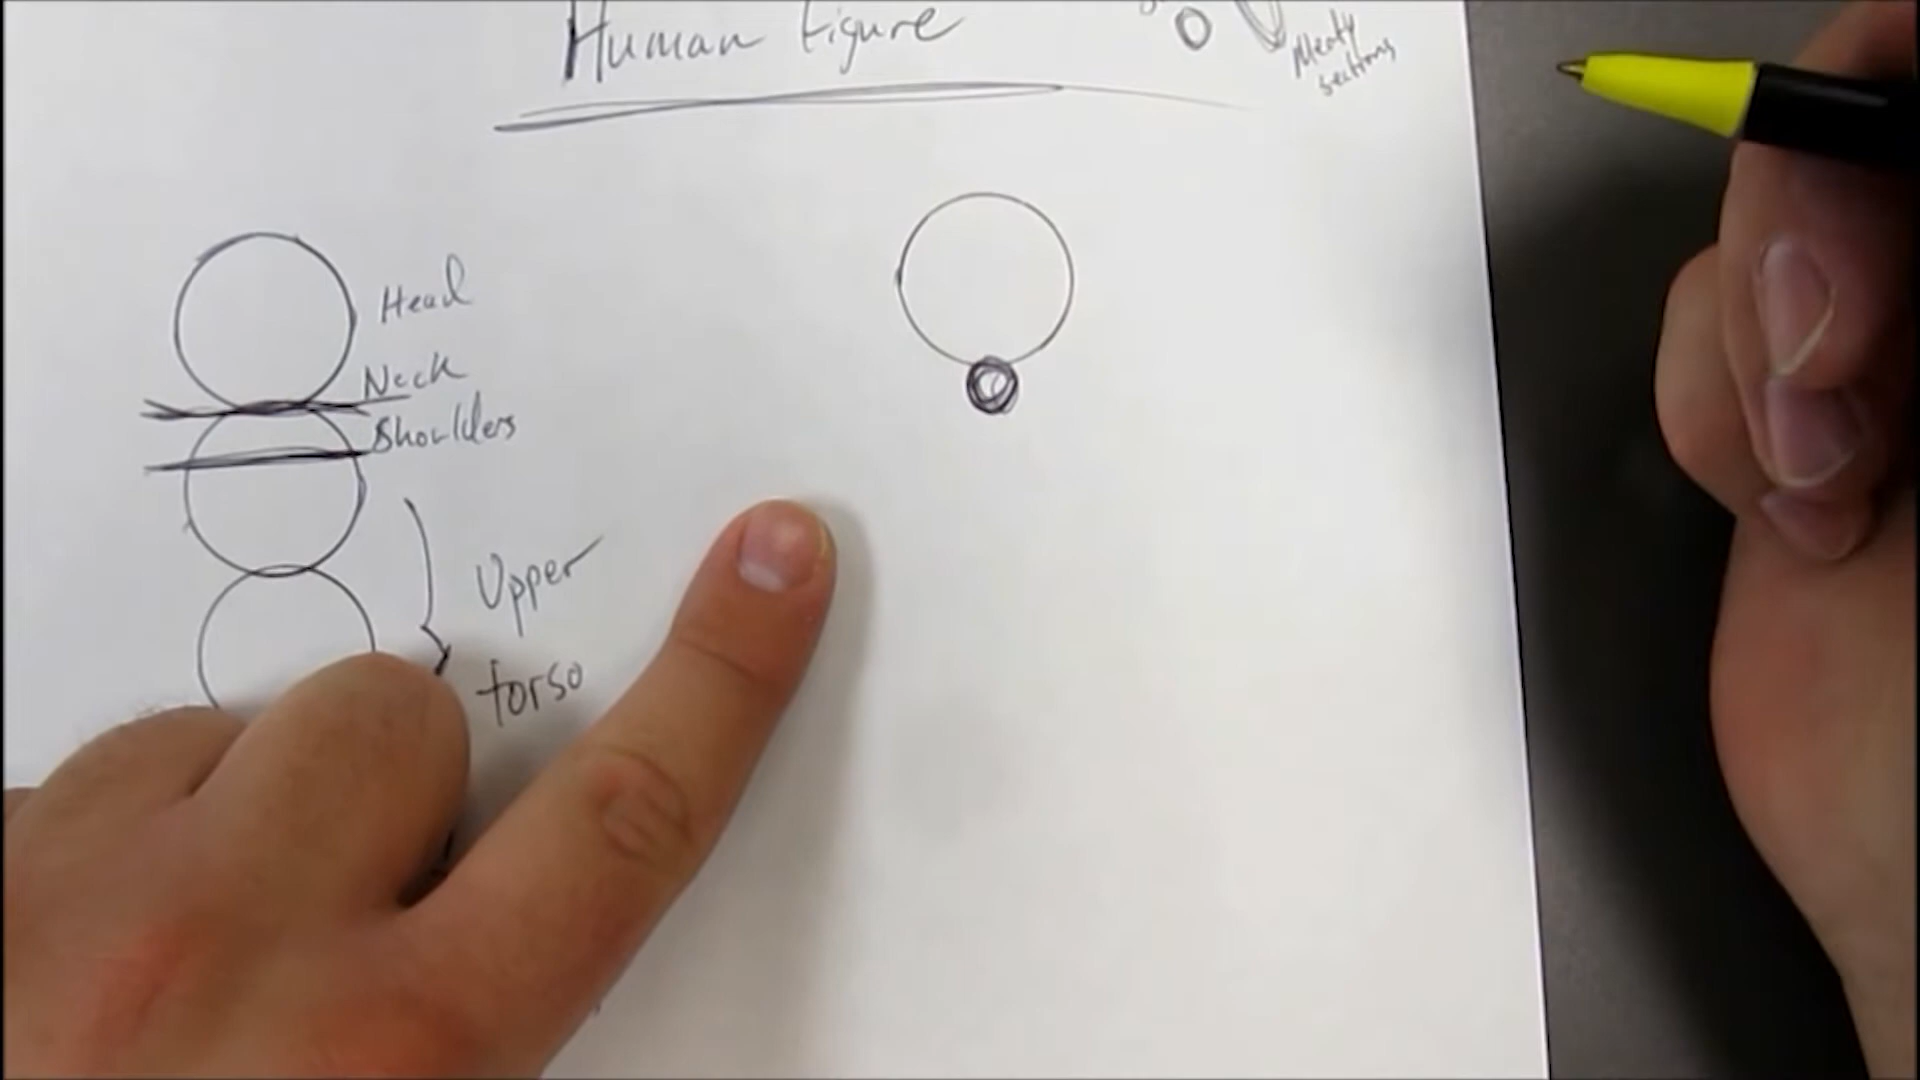 Human Figure
Meaty
sections
Head
Neck
Shoulders
Upper
torso